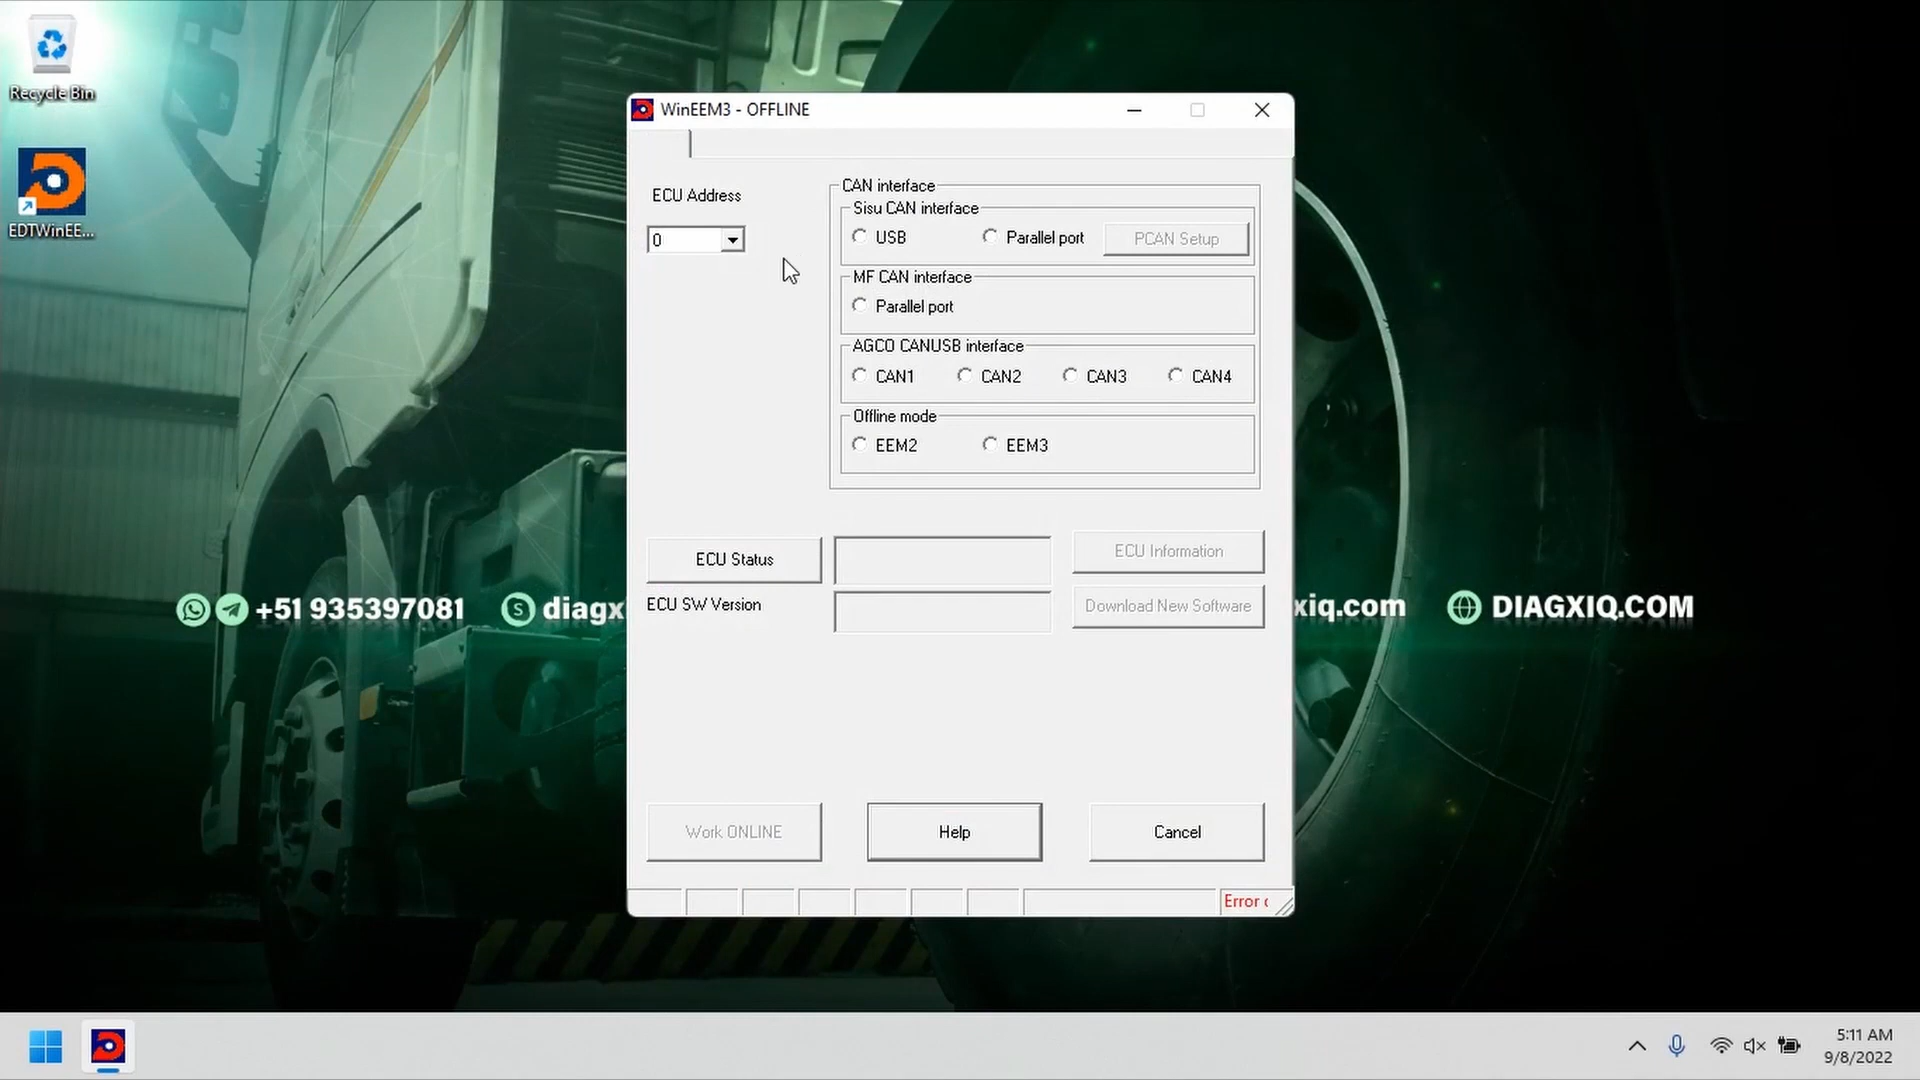 Recycle Bin
EDTWinEE...
WinEEM3 - OFFLINE
ECU Address
0
CAN interface
Sisu CAN interface
USB
Parallel port
PCAN Setup
MF CAN interface
Parallel port
AGCO CANUSB interface
CAN1
CAN2
CAN3
CAN4
Offline mode
EEM2
EEM3
ECU Status
ECU Information
ECU SW Version
Download New Software
+51 935397081
diagx
xiq.com
DIAGXIQ.COM
Work ONLINE
Help
Cancel
Error
5:11 AM
9/8/2022